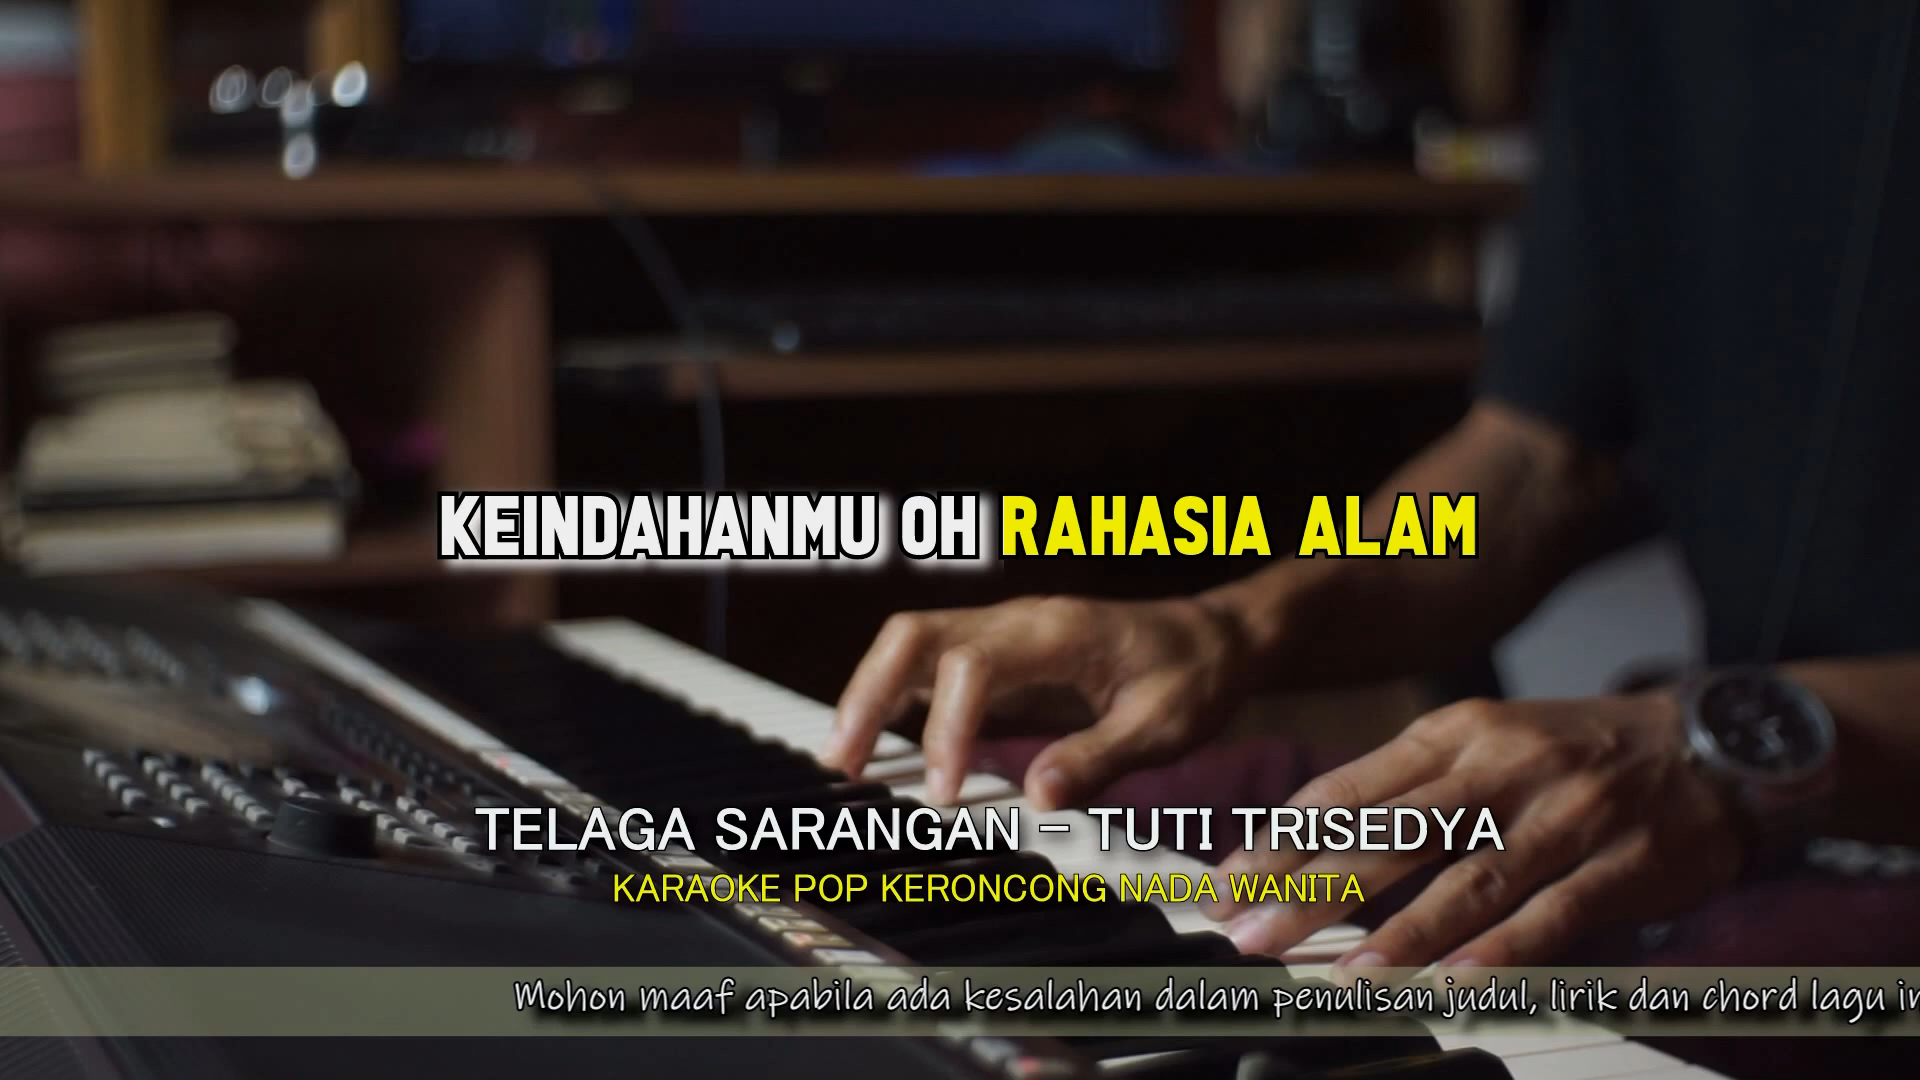 KEINDAHANMU OH RAHASIA ALAM
TELAGA SARANGAN - TUTI TRISEDYA
KARAOKE POP KERONCONG NADA WANITA
Mohon maaf apabila ada kesalahan dalam penulisan judul, lirik dan chord lagu